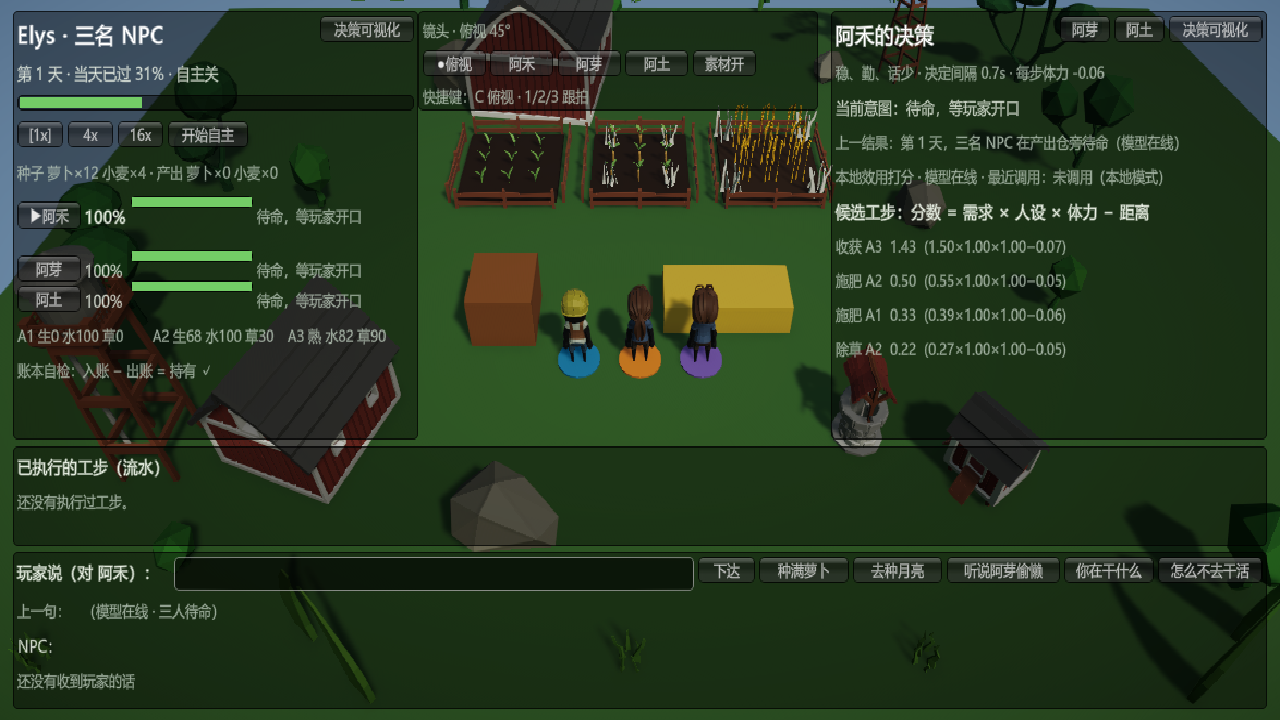 Elys · 三名 NPC
决策可视化
第 1 天 · 当天已过 31% · 自主关
[1x] 4x 16x 开始自主
种子 萝卜×12 小麦×4 · 产出 萝卜×0 小麦×0
▶阿禾 100% 待命，等玩家开口
阿芽 100% 待命，等玩家开口
阿土 100% 待命，等玩家开口
A1 生0 水100 草0 A2 生68 水100 草30 A3 熟 水82 草90
账本自检：入账 − 出账 = 持有 ✓
镜头 · 俯视 45°
●俯视 阿禾 阿芽 阿土 素材开
快捷键：C 俯视 · 1/2/3 跟拍
阿禾的决策
阿芽 阿土 决策可视化
稳、勤、话少 · 决定间隔 0.7s · 每步体力 -0.06
当前意图：待命，等玩家开口
上一结果：第 1 天，三名 NPC 在产出仓旁待命（模型在线）
本地效用打分 · 模型在线 · 最近调用：未调用（本地模式）
候选工步：分数 = 需求 × 人设 × 体力 − 距离
收获 A3 1.43 (1.50×1.00×1.00−0.07)
施肥 A2 0.50 (0.55×1.00×1.00−0.05)
施肥 A1 0.33 (0.39×1.00×1.00−0.06)
除草 A2 0.22 (0.27×1.00×1.00−0.05)
已执行的工步（流水）
还没有执行过工步。
玩家说（对 阿禾）：
下达 种满萝卜 去种月亮 听说阿芽偷懒 你在干什么 怎么不去干活
上一句： （模型在线 · 三人待命）
NPC:
还没有收到玩家的话